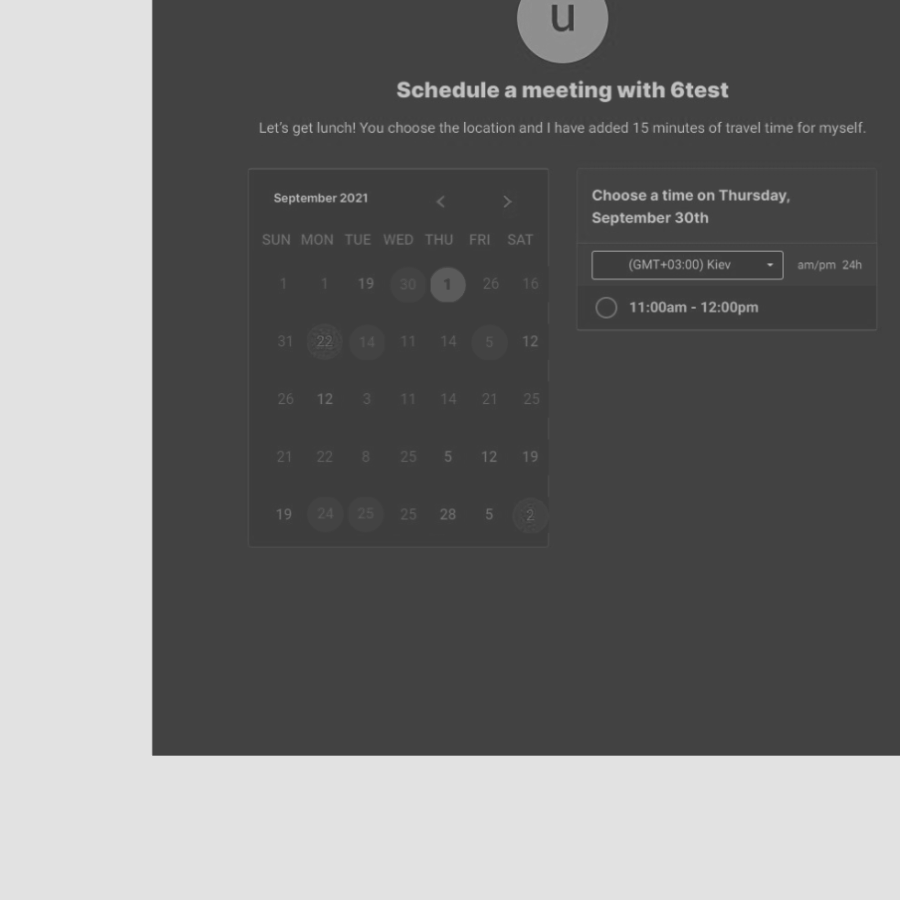 u
Schedule a meeting with 6test
Let's get lunch! You choose the location and I have added 15 minutes of travel time for myself.
September 2021
SUN MON TUE WED THU FRI SAT
1 1 19 30 1 26 16
31 22 14 11 14 5 12
26 12 3 11 14 21 25
21 22 8 25 5 12 19
19 24 25 25 28 5 2
Choose a time on Thursday,
September 30th
(GMT+03:00) Kiev am/pm 24h
11:00am - 12:00pm